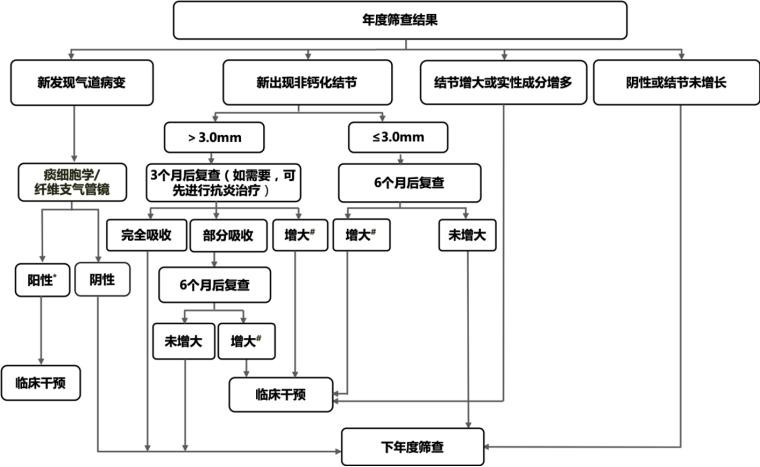 年度筛查结果
新发现气道病变
新出现非钙化结节
结节增大或实性成分增多
阴性或结节未增长
＞3.0mm
≤3.0mm
痰细胞学/
纤维支气管镜
3个月后复查（如需要，可
先进行抗炎治疗）
6个月后复查
完全吸收
部分吸收
增大#
增大#
未增大
阳性*
阴性
6个月后复查
未增大
增大#
临床干预
临床干预
下年度筛查